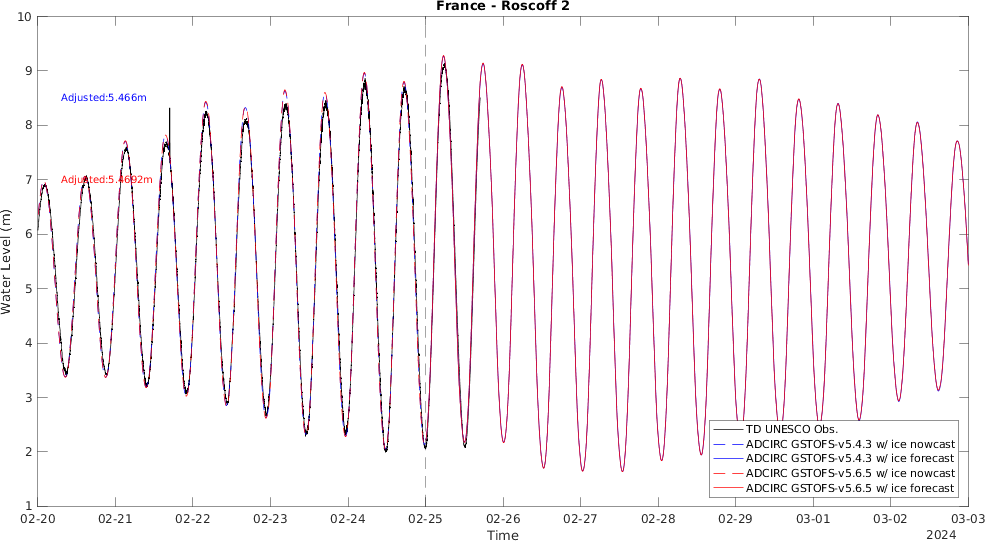 France - Roscoff 2
10
9
8
7
6
5
4
3
2
1
Water Level (m)
Adjusted:5.466m
Adjusted:5.4692m
TD UNESCO Obs.
ADCIRC GSTOFS-v5.4.3 w/ ice nowcast
ADCIRC GSTOFS-v5.4.3 w/ ice forecast
ADCIRC GSTOFS-v5.6.5 w/ ice nowcast
ADCIRC GSTOFS-v5.6.5 w/ ice forecast
02-20 02-21 02-22 02-23 02-24 02-25 02-26 02-27 02-28 02-29 03-01 03-02 03-03
Time
2024